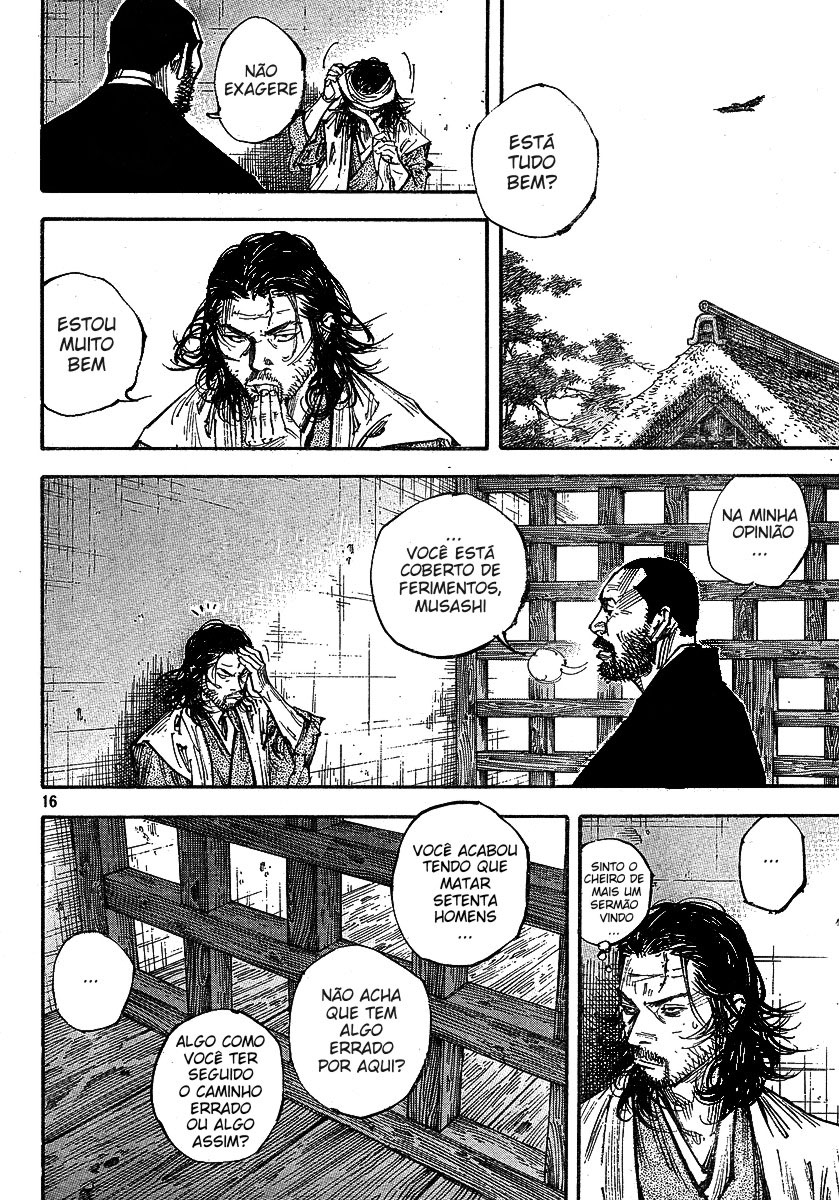 ESTÁ
TUDO
BEM?
NÃO
EXAGERE
ESTOU
MUITO
BEM
NA MINHA
OPINIÃO
...
...
VOCÊ ESTÁ
COBERTO DE
FERIMENTOS,
MUSASHI
16
...
SINTO O
CHEIRO DE
MAIS UM
SERMÃO
VINDO
...
VOCÊ ACABOU
TENDO QUE
MATAR
SETENTA
HOMENS
...
NÃO ACHA
QUE TEM
ALGO
ERRADO
POR AQUI?
ALGO COMO
VOCÊ TER
SEGUIDO
O CAMINHO
ERRADO
OU ALGO
ASSIM?
...